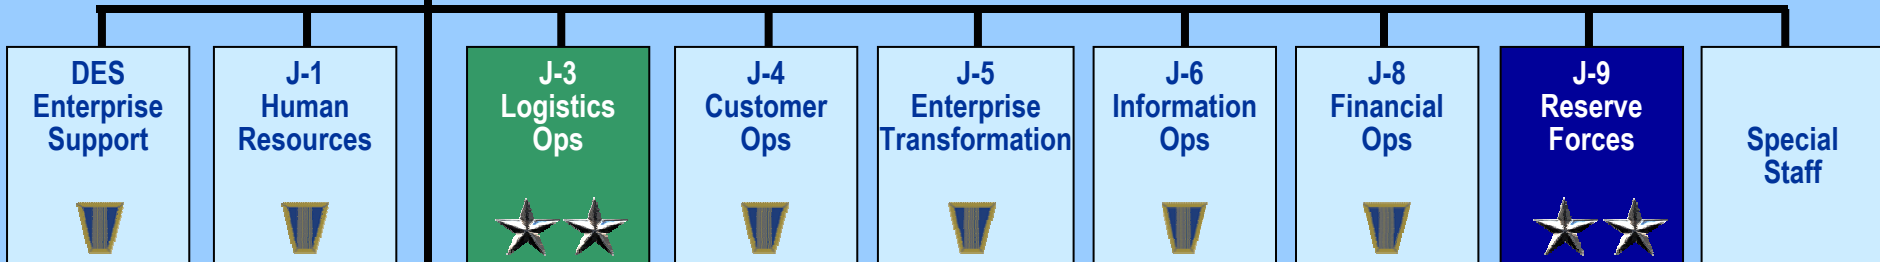 DES
Enterprise
Support
J-1
Human
Resources
J-3
Logistics
Ops
J-4
Customer
Ops
J-5
Enterprise
Transformation
J-6
Information
Ops
J-8
Financial
Ops
J-9
Reserve
Forces
Special
Staff